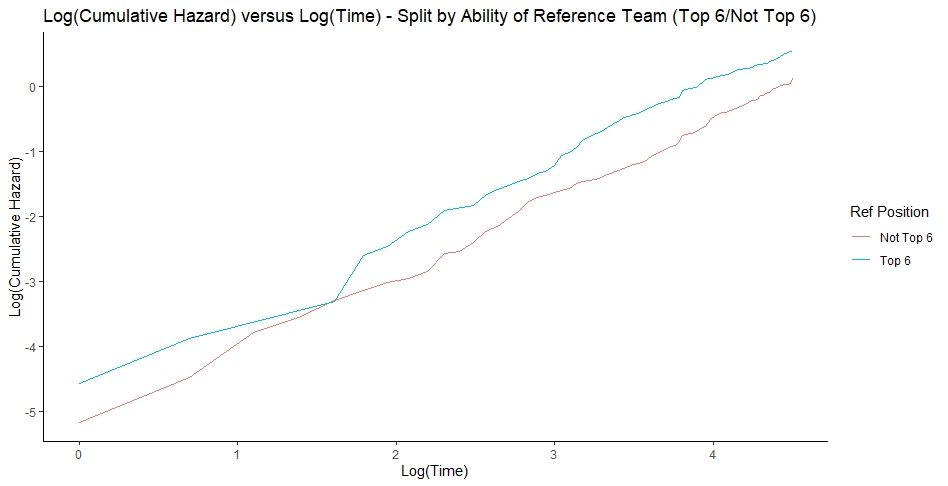 Log(Cumulative Hazard) versus Log(Time) - Split by Ability of Reference Team (Top 6/Not Top 6)
Log(Cumulative Hazard)
0
-1
-2
-3
-4
-5
0 1 2 3 4
Log(Time)
Ref Position
Not Top 6
Top 6